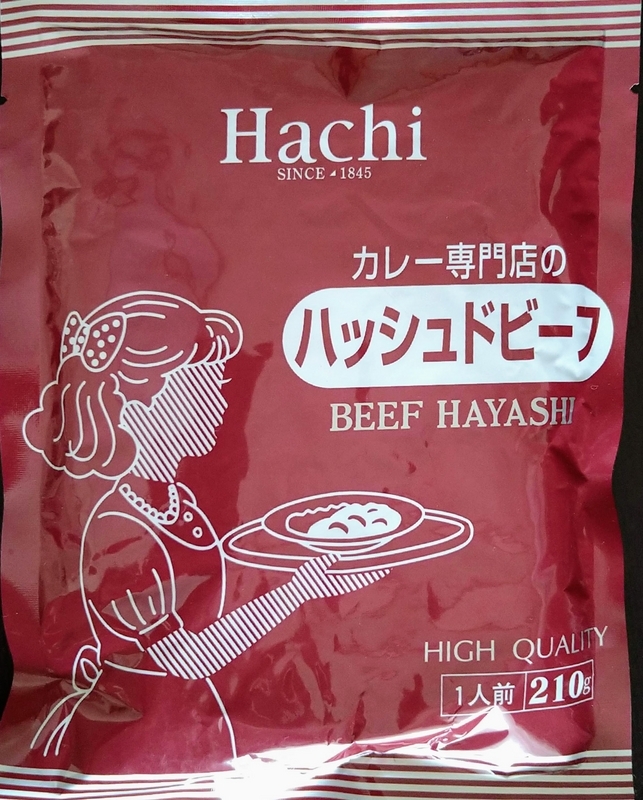 Hachi
SINCE 1845
カレー専門店の
ハッシュドビーフ
BEEF HAYASHI
HIGH QUALITY
1人前 210g